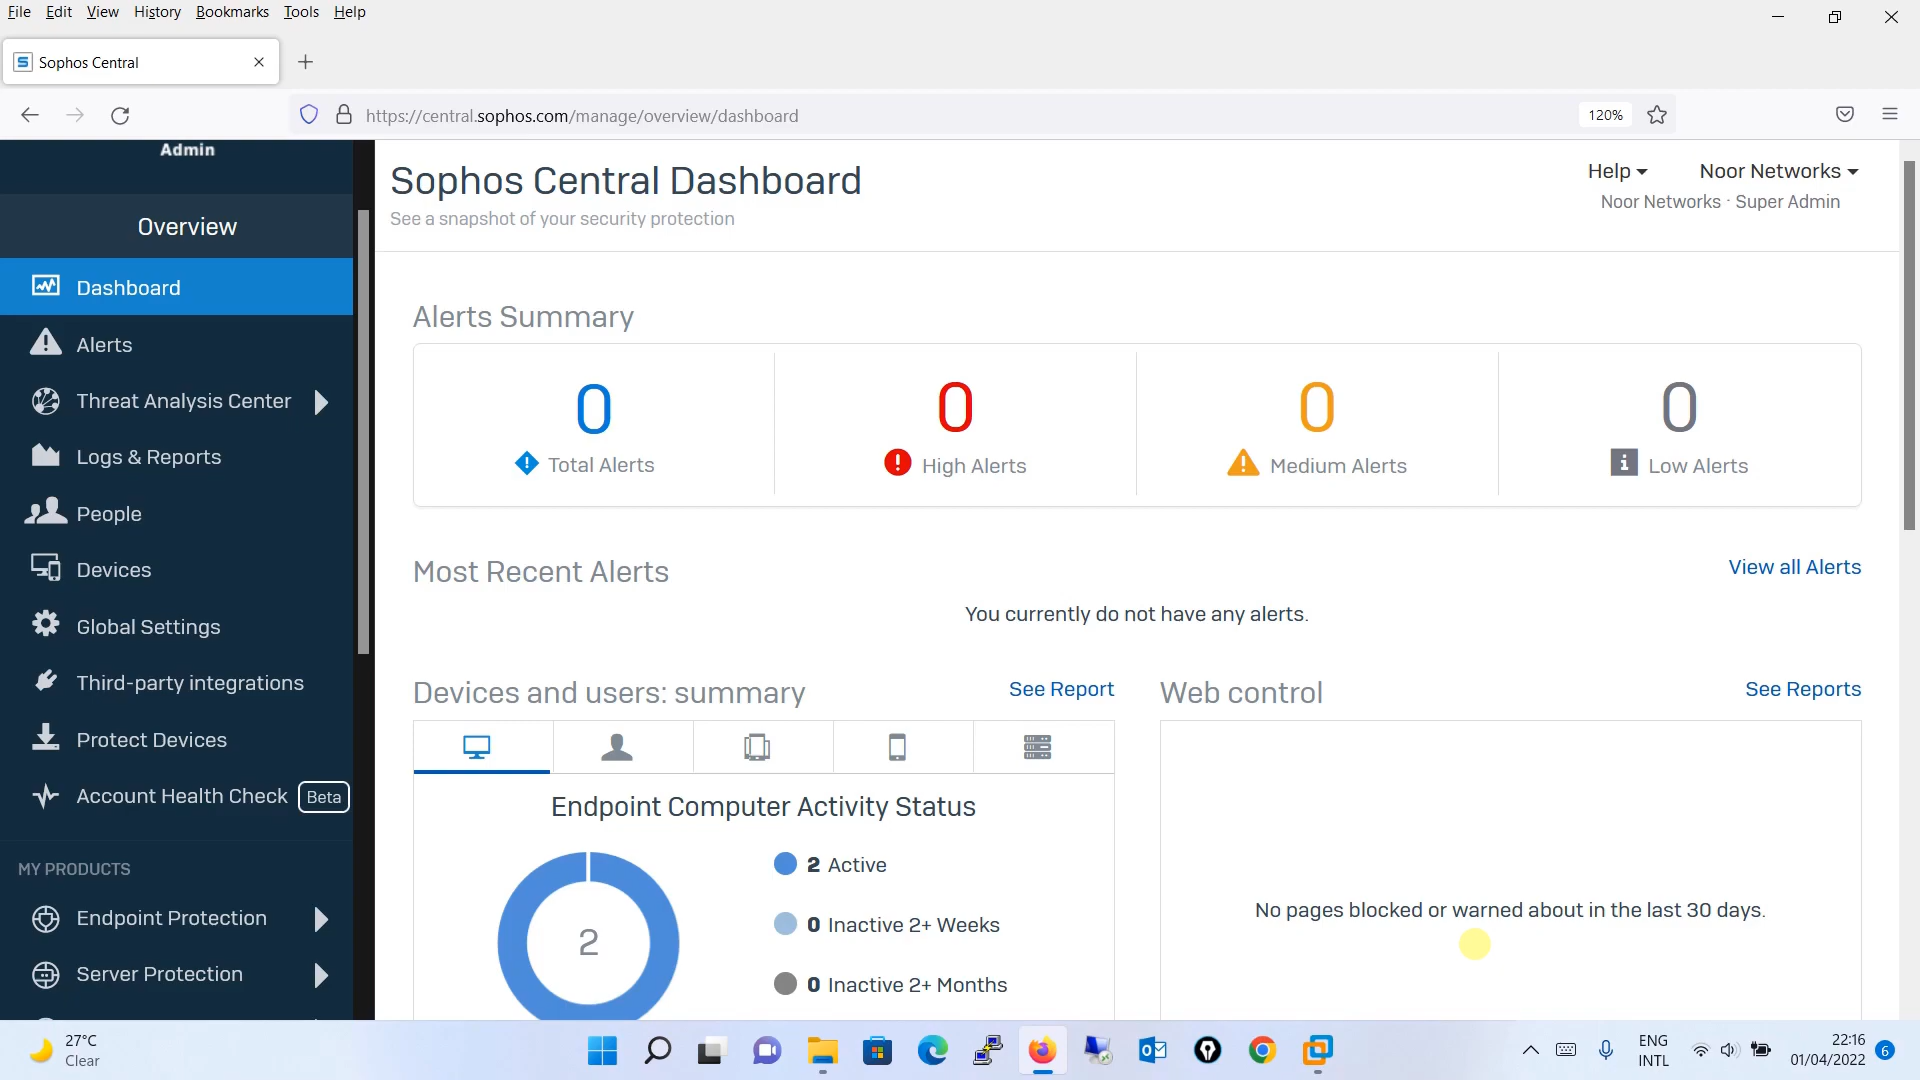 File Edit View History Bookmarks Tools Help
Sophos Central
https://central.sophos.com/manage/overview/dashboard
120%
Admin
Overview
Dashboard
Alerts
Threat Analysis Center
Logs & Reports
People
Devices
Global Settings
Third-party integrations
Protect Devices
Account Health Check Beta
MY PRODUCTS
Endpoint Protection
Server Protection
Sophos Central Dashboard
See a snapshot of your security protection
Help
Noor Networks
Noor Networks · Super Admin
Alerts Summary
0
Total Alerts
0
High Alerts
0
Medium Alerts
0
Low Alerts
Most Recent Alerts
View all Alerts
You currently do not have any alerts.
Devices and users: summary
See Report
Endpoint Computer Activity Status
2
2 Active
0 Inactive 2+ Weeks
0 Inactive 2+ Months
Web control
See Reports
No pages blocked or warned about in the last 30 days.
27°C
Clear
ENG
INTL
22:16
01/04/2022
6